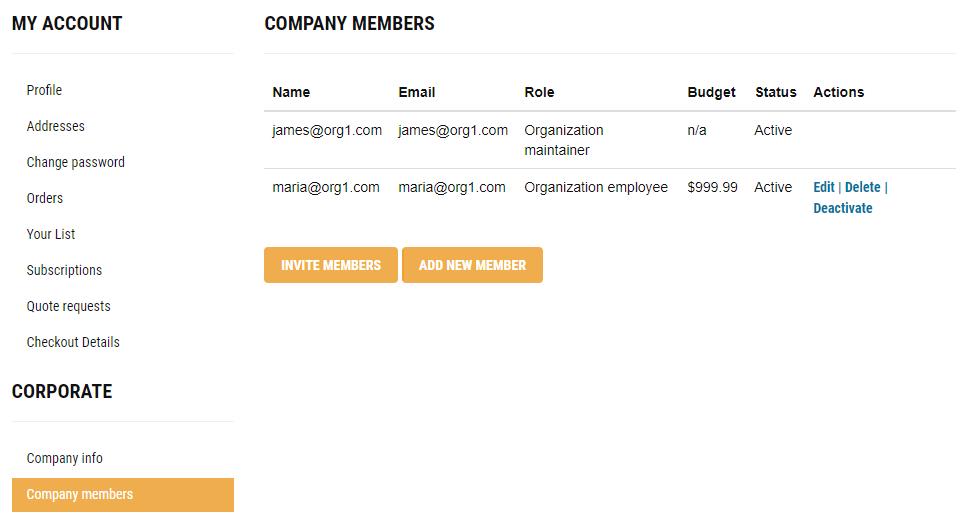 MY ACCOUNT
Profile
Addresses
Change password
Orders
Your List
Subscriptions
Quote requests
Checkout Details
CORPORATE
Company info
Company members
COMPANY MEMBERS
Name Email Role Budget Status Actions
james@org1.com james@org1.com Organization n/a Active
maintainer
maria@org1.com maria@org1.com Organization employee $999.99 Active Edit | Delete |
Deactivate
INVITE MEMBERS ADD NEW MEMBER